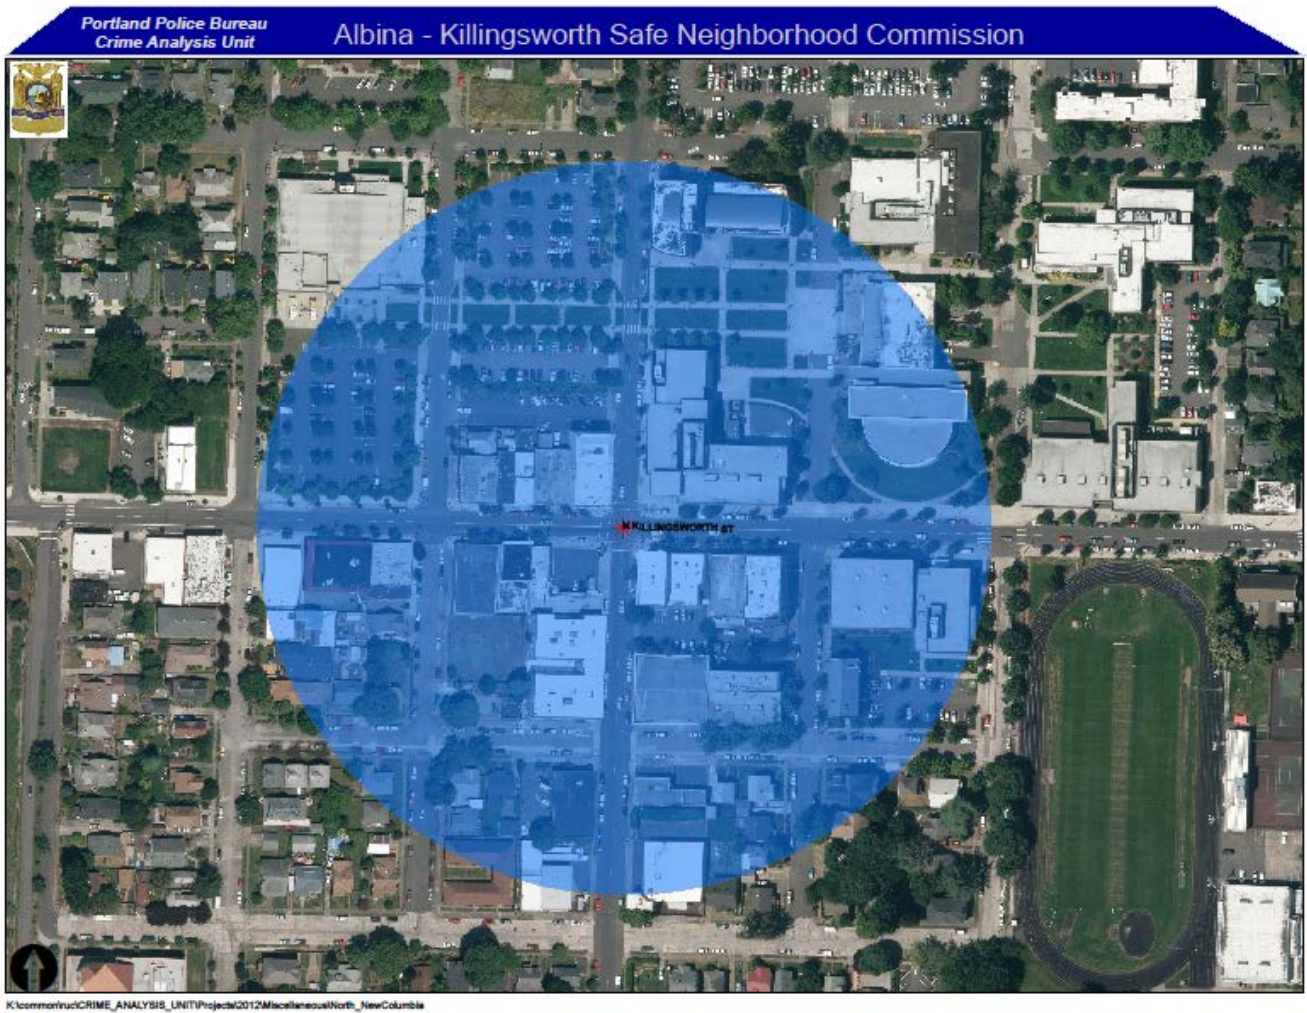 Portland Police Bureau
Crime Analysis Unit
Albina - Killingsworth Safe Neighborhood Commission
N KILLINGSWORTH ST
K:\common\ruc\CRIME_ANALYSIS_UNIT\Projects\2012\Miscellaneous\North_NewColumbia